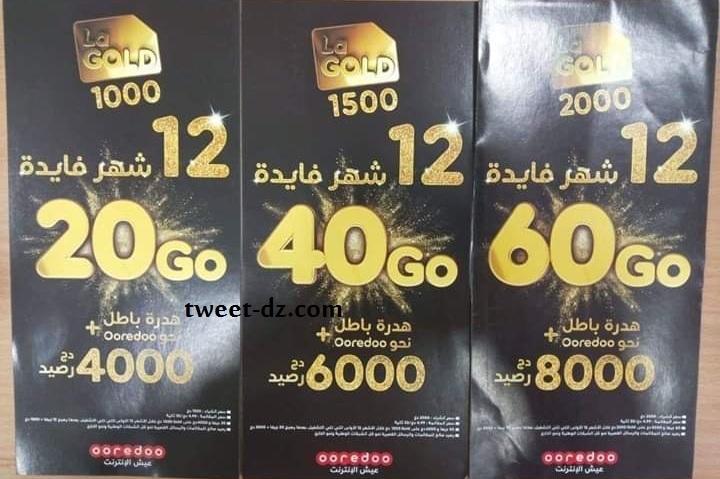 La
GOLD
1000
12 شهر فايدة
20Go
هدرة باطل
نحو Ooredoo +
4000 دج رصيد
ooredoo
عيش الإنترنت
La
GOLD
1500
12 شهر فايدة
40Go
هدرة باطل
نحو Ooredoo +
6000 دج رصيد
ooredoo
عيش الإنترنت
La
GOLD
2000
12 شهر فايدة
60Go
هدرة باطل
نحو Ooredoo +
8000 دج رصيد
ooredoo
عيش الإنترنت
tweet-dz.com